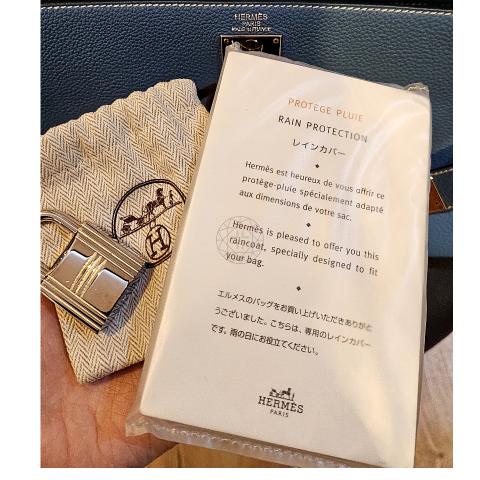 HERMÈS
PARIS
MADE IN FRANCE
PROTÈGE PLUIE
RAIN PROTECTION
レインカバー
Hermès est heureux de vous offrir ce
protège-pluie spécialement adapté
aux dimensions de votre sac.
Hermès is pleased to offer you this
raincoat, specially designed to fit
your bag.
エルメスのバッグをお買い上げいただきありがと
うございました。こちらは、専用のレインカバー
です。雨の日にお役立てください。
HERMÈS
PARIS